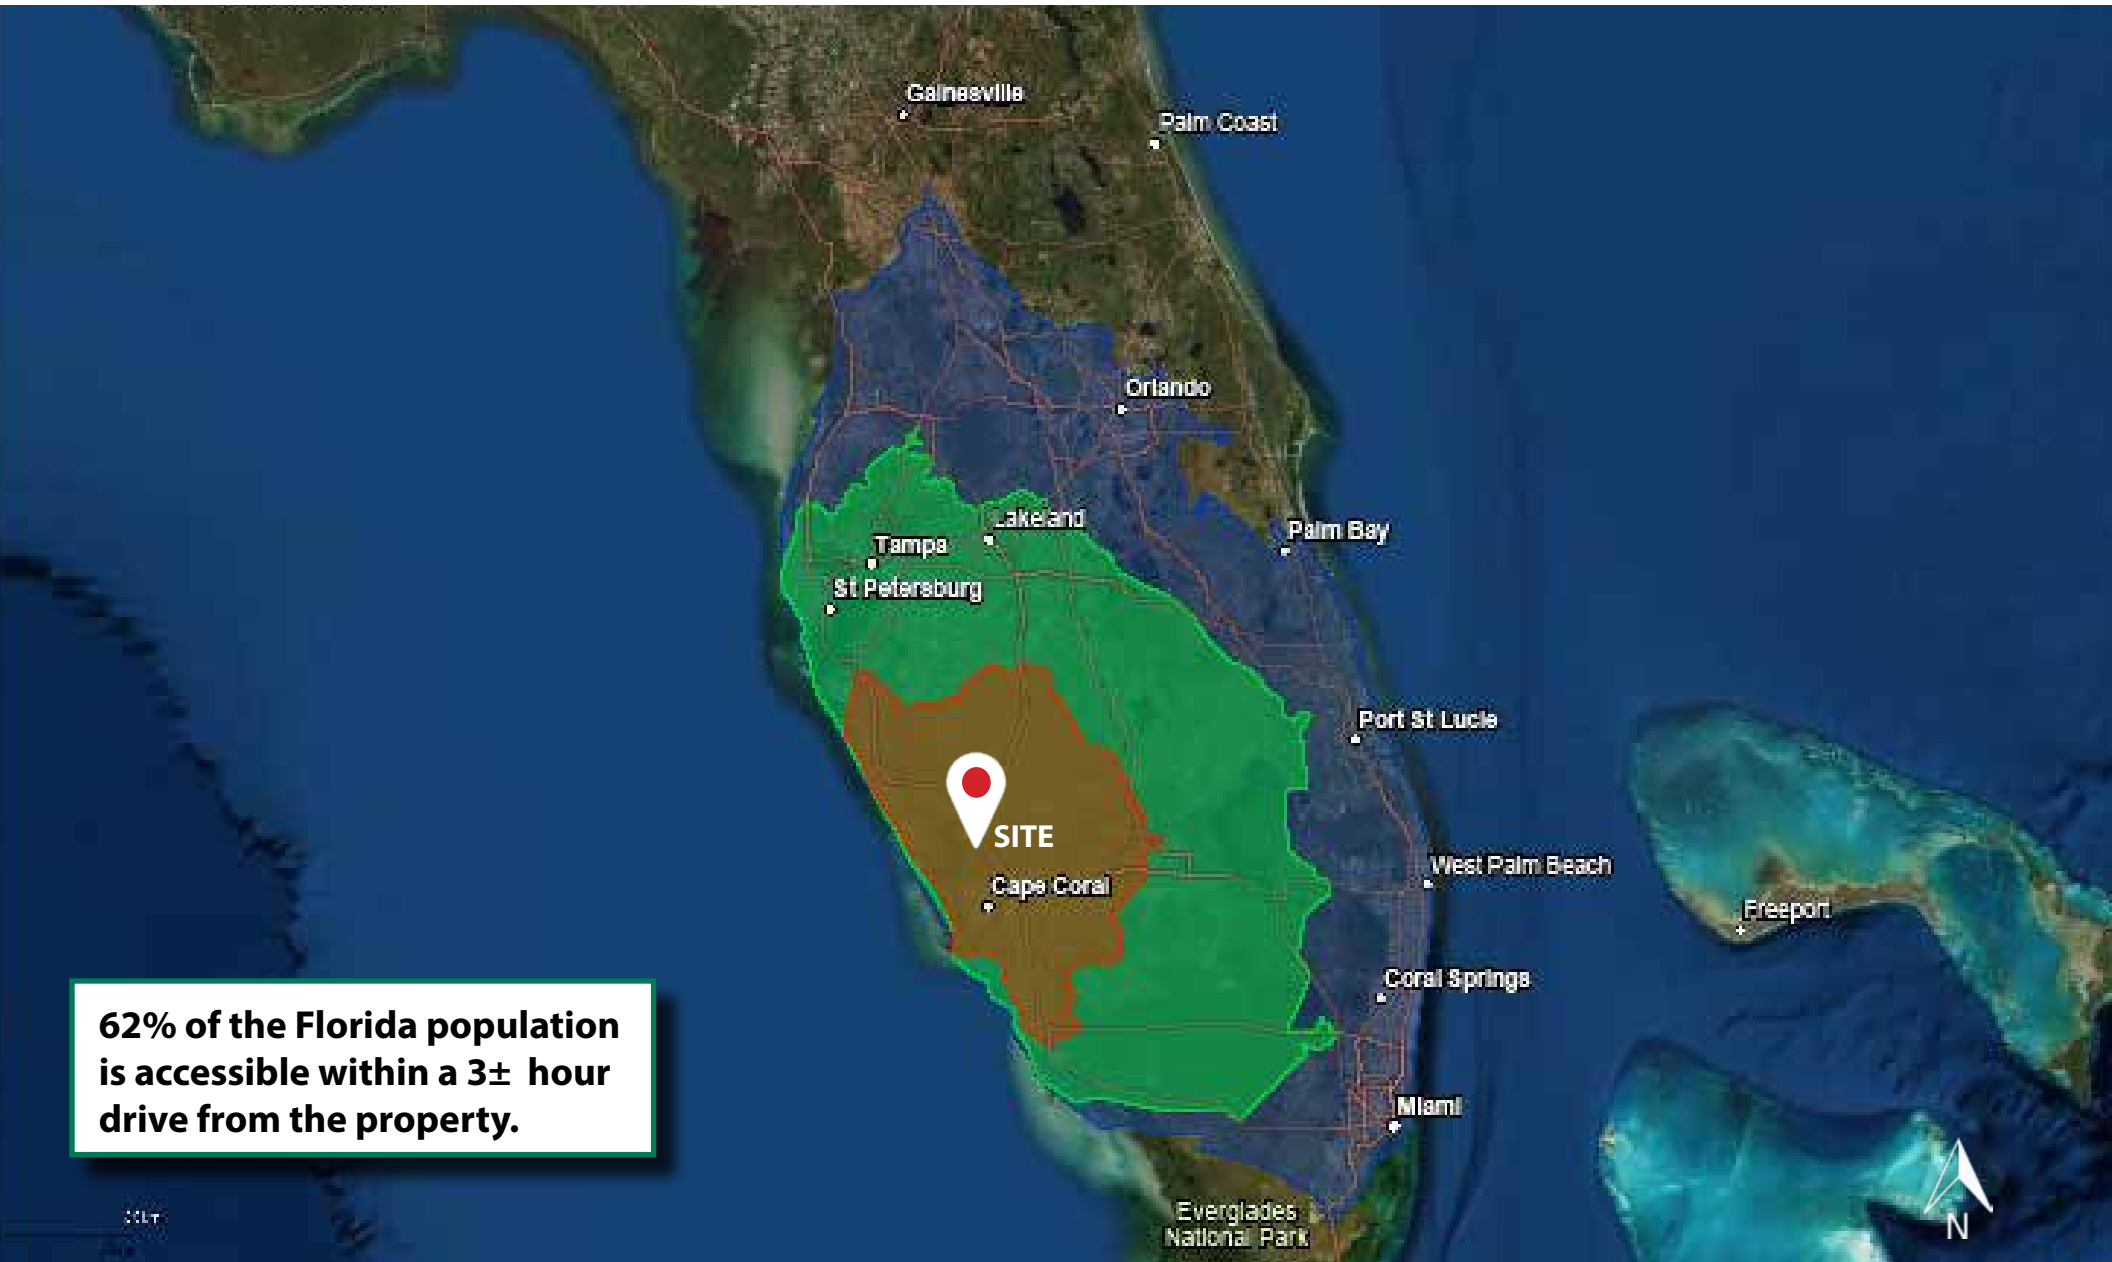 Gainesville
Palm Coast
Orlando
Lakeland
Palm Bay
Tampa
St Petersburg
Port St Lucie
SITE
West Palm Beach
Cape Coral
Freeport
Coral Springs
62% of the Florida population
is accessible within a 3± hour
drive from the property.
Miami
Everglades
National Park
N